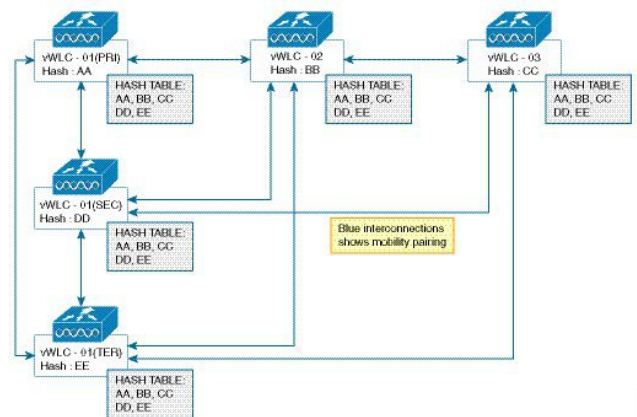 vWLC - 01(PRI)
Hash : AA
HASH TABLE:
AA, BB, CC
DD, EE
vWLC - 02
Hash : BB
HASH TABLE:
AA, BB, CC
DD, EE
vWLC - 03
Hash : CC
HASH TABLE:
AA, BB, CC
DD, EE
vWLC - 01(SEC)
Hash : DD
HASH TABLE:
AA, BB, CC
DD, EE
Blue interconnections
shows mobility pairing
vWLC - 01(TER)
Hash : EE
HASH TABLE:
AA, BB, CC
DD, EE